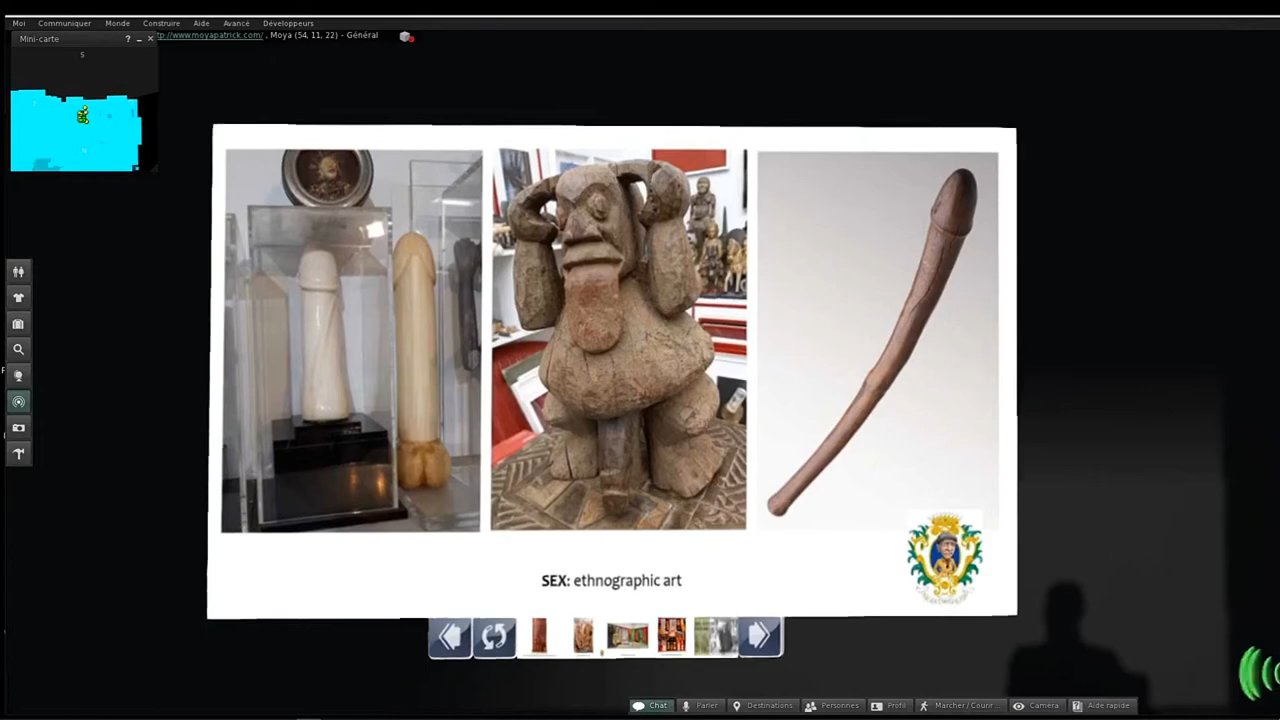 Moi Communiquer Monde Construire Aide Avancé Développeurs
Mini-carte ? _ ×
ttp://www.moyapatrick.com/ , Moya (54, 11, 22) - Général
S
N
SEX: ethnographic art
Chat Parler Destinations Personnes Profil Marcher / Courir... Caméra Aide rapide